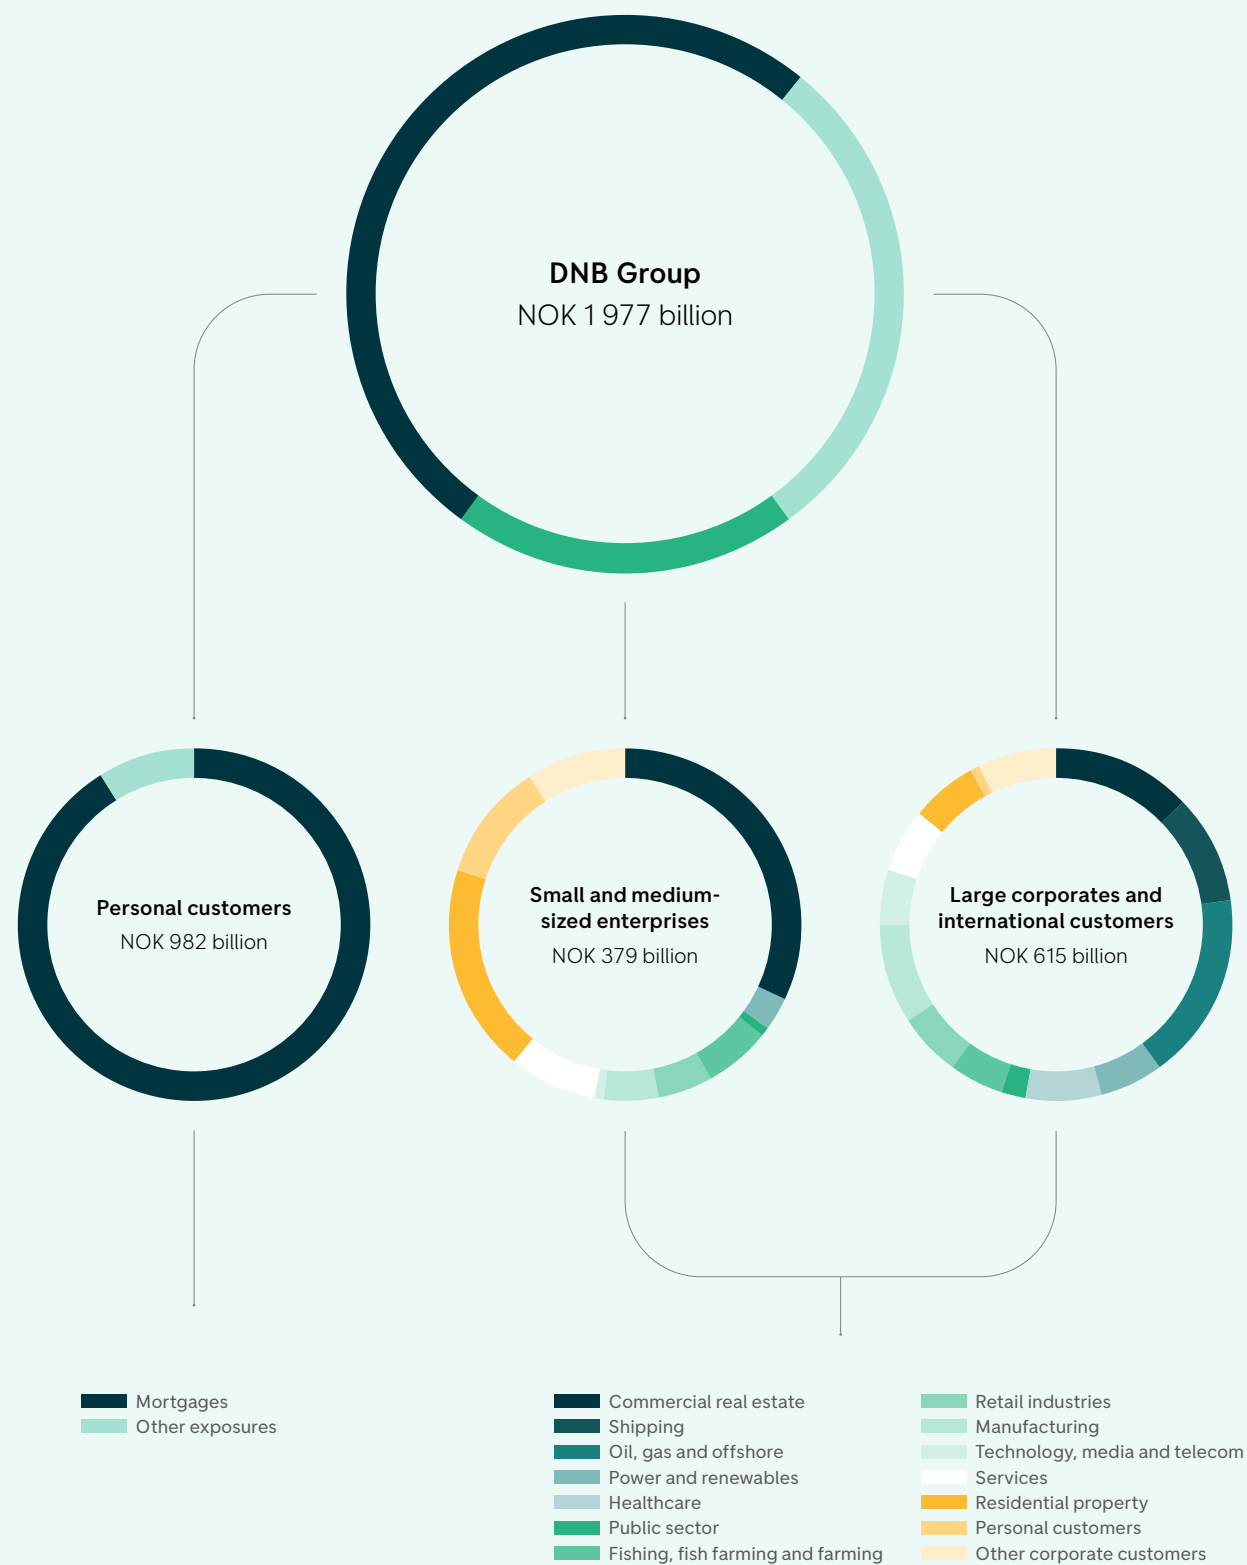 DNB Group
NOK 1 977 billion
Personal customers
NOK 982 billion
Small and medium-
sized enterprises
NOK 379 billion
Large corporates and
international customers
NOK 615 billion
Mortgages
Other exposures
Commercial real estate
Shipping
Oil, gas and offshore
Power and renewables
Healthcare
Public sector
Fishing, fish farming and farming
Retail industries
Manufacturing
Technology, media and telecom
Services
Residential property
Personal customers
Other corporate customers